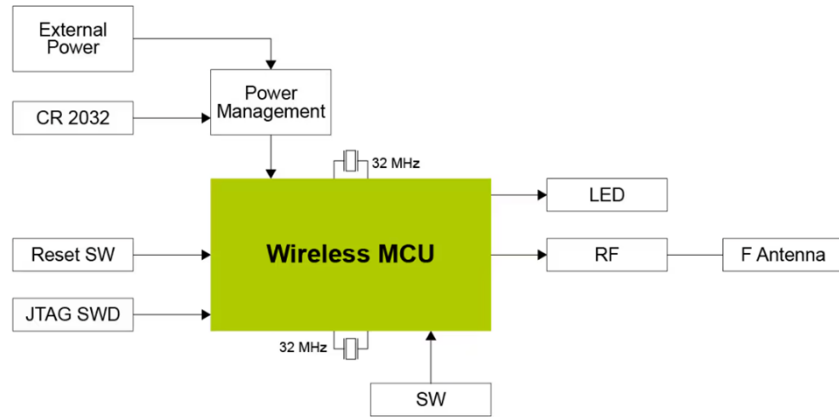 External
Power
Power
Management
CR 2032
32 MHz
LED
Wireless MCU
Reset SW
RF
F Antenna
JTAG SWD
32 MHz
SW